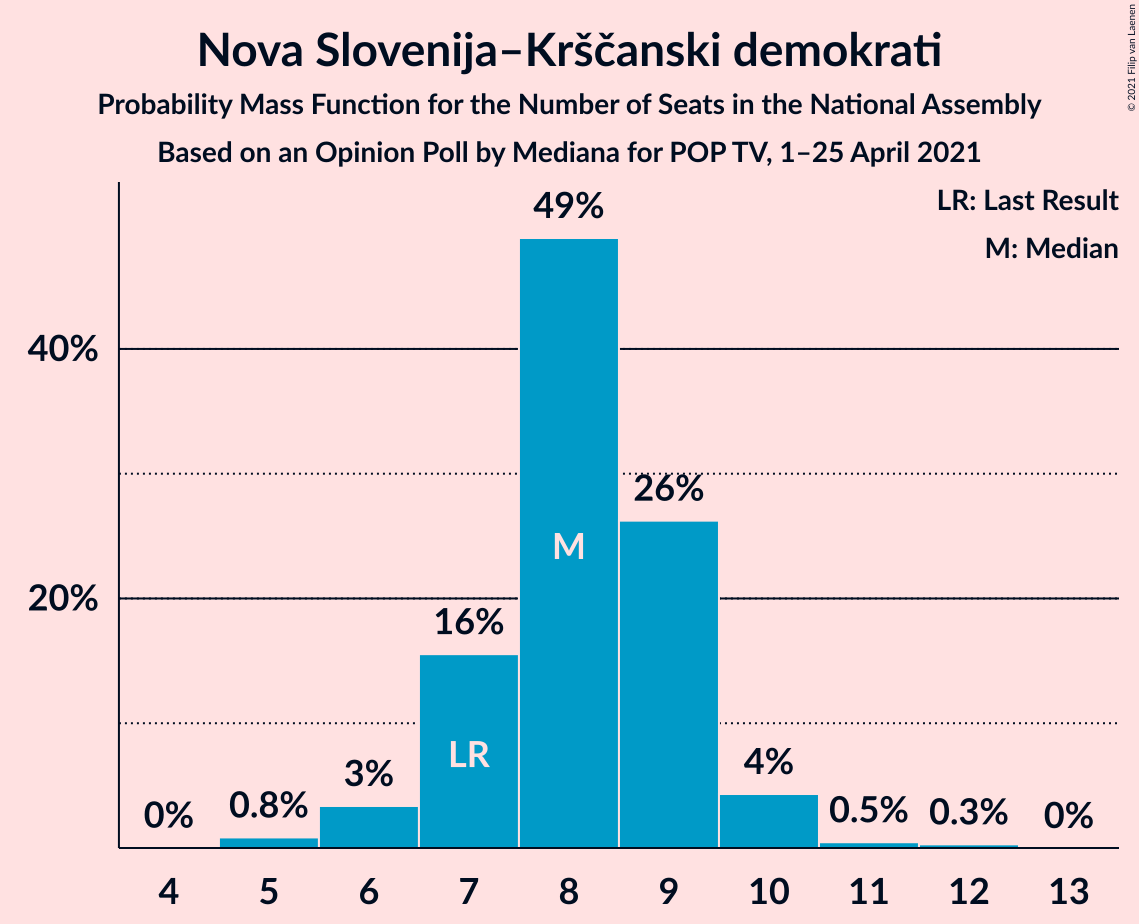 Nova Slovenija–Krščanski demokrati
Probability Mass Function for the Number of Seats in the National Assembly
Based on an Opinion Poll by Mediana for POP TV, 1–25 April 2021
© 2021 Filip van Laenen
LR: Last Result
M: Median
40%
20%
0%
0.8%
3%
16%
49%
26%
4%
0.5%
0.3%
0%
LR
M
4 5 6 7 8 9 10 11 12 13